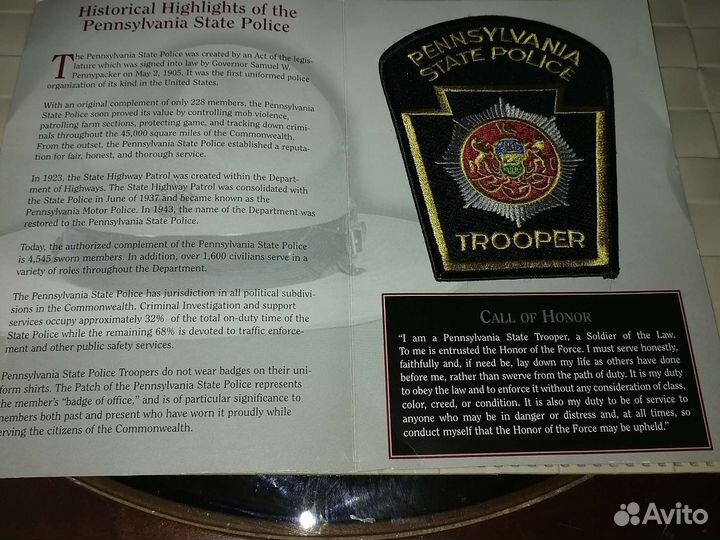 Historical Highlights of the
Pennsylvania State Police
The Pennsylvania State Police was created by an Act of the legis-
lature which was signed into law by Governor Samuel W.
Pennypacker on May 2, 1905. It was the first uniformed police
organization of its kind in the United States.
With an original complement of only 228 members, the Pennsylvania
State Police soon proved its value by controlling mob violence,
patrolling farm sections, protecting game, and tracking down crimi-
nals throughout the 45,000 square miles of the Commonwealth.
From the outset, the Pennsylvania State Police established a reputa-
tion for fair, honest, and thorough service.
In 1923, the State Highway Patrol was created within the Depart-
ment of Highways. The State Highway Patrol was consolidated with
the State Police in June of 1937 and became known as the
Pennsylvania Motor Police. In 1943, the name of the Department was
restored to the Pennsylvania State Police.
Today, the authorized complement of the Pennsylvania State Police
is 4,545 sworn members. In addition, over 1,600 civilians serve in a
variety of roles throughout the Department.
The Pennsylvania State Police has jurisdiction in all political subdivi-
sions in the Commonwealth. Criminal Investigation and support
services occupy approximately 32% of the total on-duty time of the
State Police while the remaining 68% is devoted to traffic enforce-
ment and other public safety services.
Pennsylvania State Police Troopers do not wear badges on their uni-
form shirts. The Patch of the Pennsylvania State Police represents
the member's "badge of office," and is of particular significance to
members both past and present who have worn it proudly while
erving the citizens of the Commonwealth.
PENNSYLVANIA
STATE POLICE
TROOPER
CALL OF HONOR
"I am a Pennsylvania State Trooper, a Soldier of the Law.
To me is entrusted the Honor of the Force. I must serve honestly,
faithfully and, if need be, lay down my life as others have done
before me, rather than swerve from the path of duty. It is my duty
to obey the law and to enforce it without any consideration of class,
color, creed, or condition. It is also my duty to be of service to
anyone who may be in danger or distress and, at all times, so
conduct myself that the Honor of the Force may be upheld."
Avito